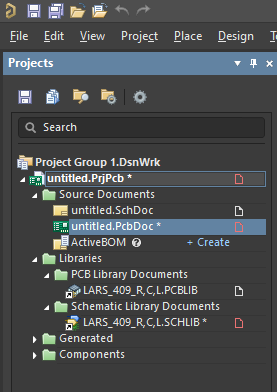 File Edit View Project Place Design Te
Projects
Search
Project Group 1.DsnWrk
untitled.PrjPcb *
Source Documents
untitled.SchDoc
untitled.PcbDoc *
ActiveBOM ? + Create
Libraries
PCB Library Documents
LARS_409_R,C,L.PCBLIB
Schematic Library Documents
LARS_409_R,C,L.SCHLIB *
Generated
Components